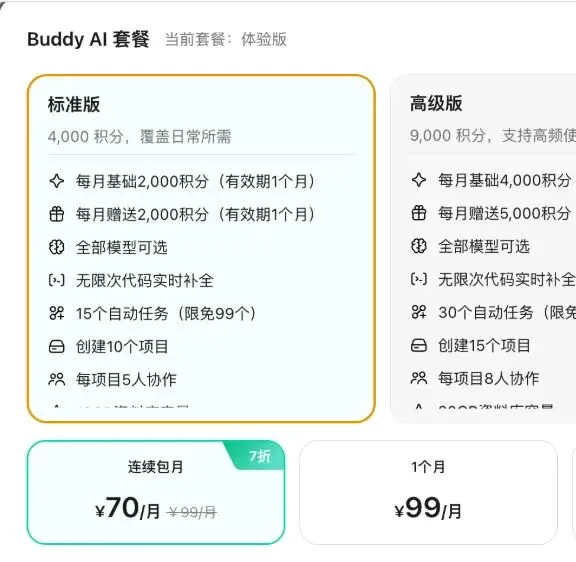 Buddy AI 套餐 当前套餐：体验版
标准版
4,000 积分，覆盖日常所需
每月基础2,000积分（有效期1个月）
每月赠送2,000积分（有效期1个月）
全部模型可选
无限次代码实时补全
15个自动任务（限免99个）
创建10个项目
每项目5人协作
高级版
9,000 积分，支持高频使
每月基础4,000积分
每月赠送5,000积分
全部模型可选
无限次代码实时补全
30个自动任务（限免
创建15个项目
每项目8人协作
连续包月
7折
¥70/月 ¥99/月
1个月
¥99/月